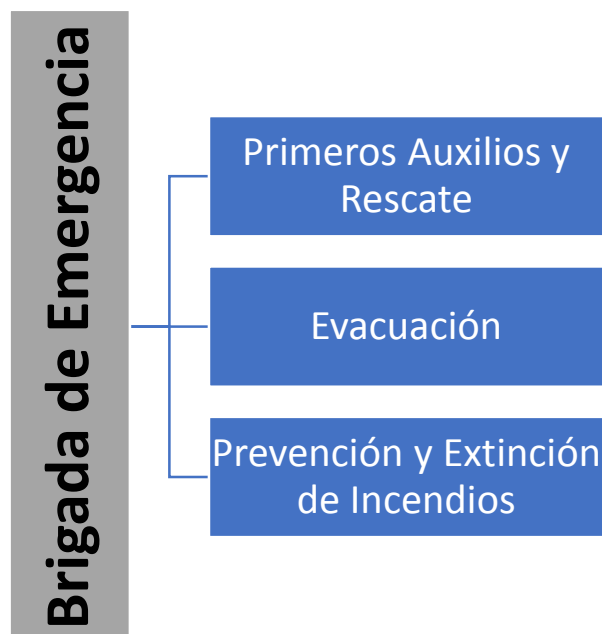 Brigada de Emergencia
Primeros Auxilios y
Rescate
Evacuación
Prevención y Extinción
de Incendios